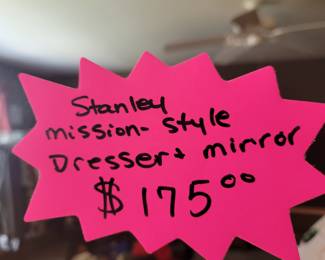 Stanley
mission-style
Dresser + mirror
$175⁰⁰